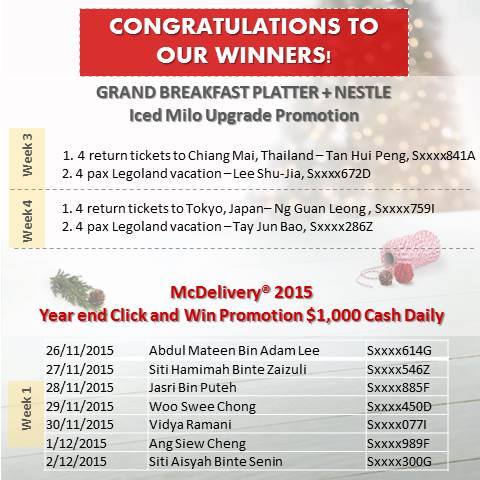 CONGRATULATIONS TO
OUR WINNERS!
GRAND BREAKFAST PLATTER + NESTLE
Iced Milo Upgrade Promotion
Week 3
1. 4 return tickets to Chiang Mai, Thailand – Tan Hui Peng, Sxxxx841A
2. 4 pax Legoland vacation – Lee Shu-Jia, Sxxxx672D
Week 4
1. 4 return tickets to Tokyo, Japan– Ng Guan Leong , Sxxxx759I
2. 4 pax Legoland vacation – Tay Jun Bao, Sxxxx286Z
McDelivery® 2015
Year end Click and Win Promotion $1,000 Cash Daily
Week 1
26/11/2015 Abdul Mateen Bin Adam Lee Sxxxx614G
27/11/2015 Siti Hamimah Binte Zaizuli Sxxxx546Z
28/11/2015 Jasri Bin Puteh Sxxxx885F
29/11/2015 Woo Swee Chong Sxxxx450D
30/11/2015 Vidya Ramani Sxxxx077I
1/12/2015 Ang Siew Cheng Sxxxx989F
2/12/2015 Siti Aisyah Binte Senin Sxxxx300G